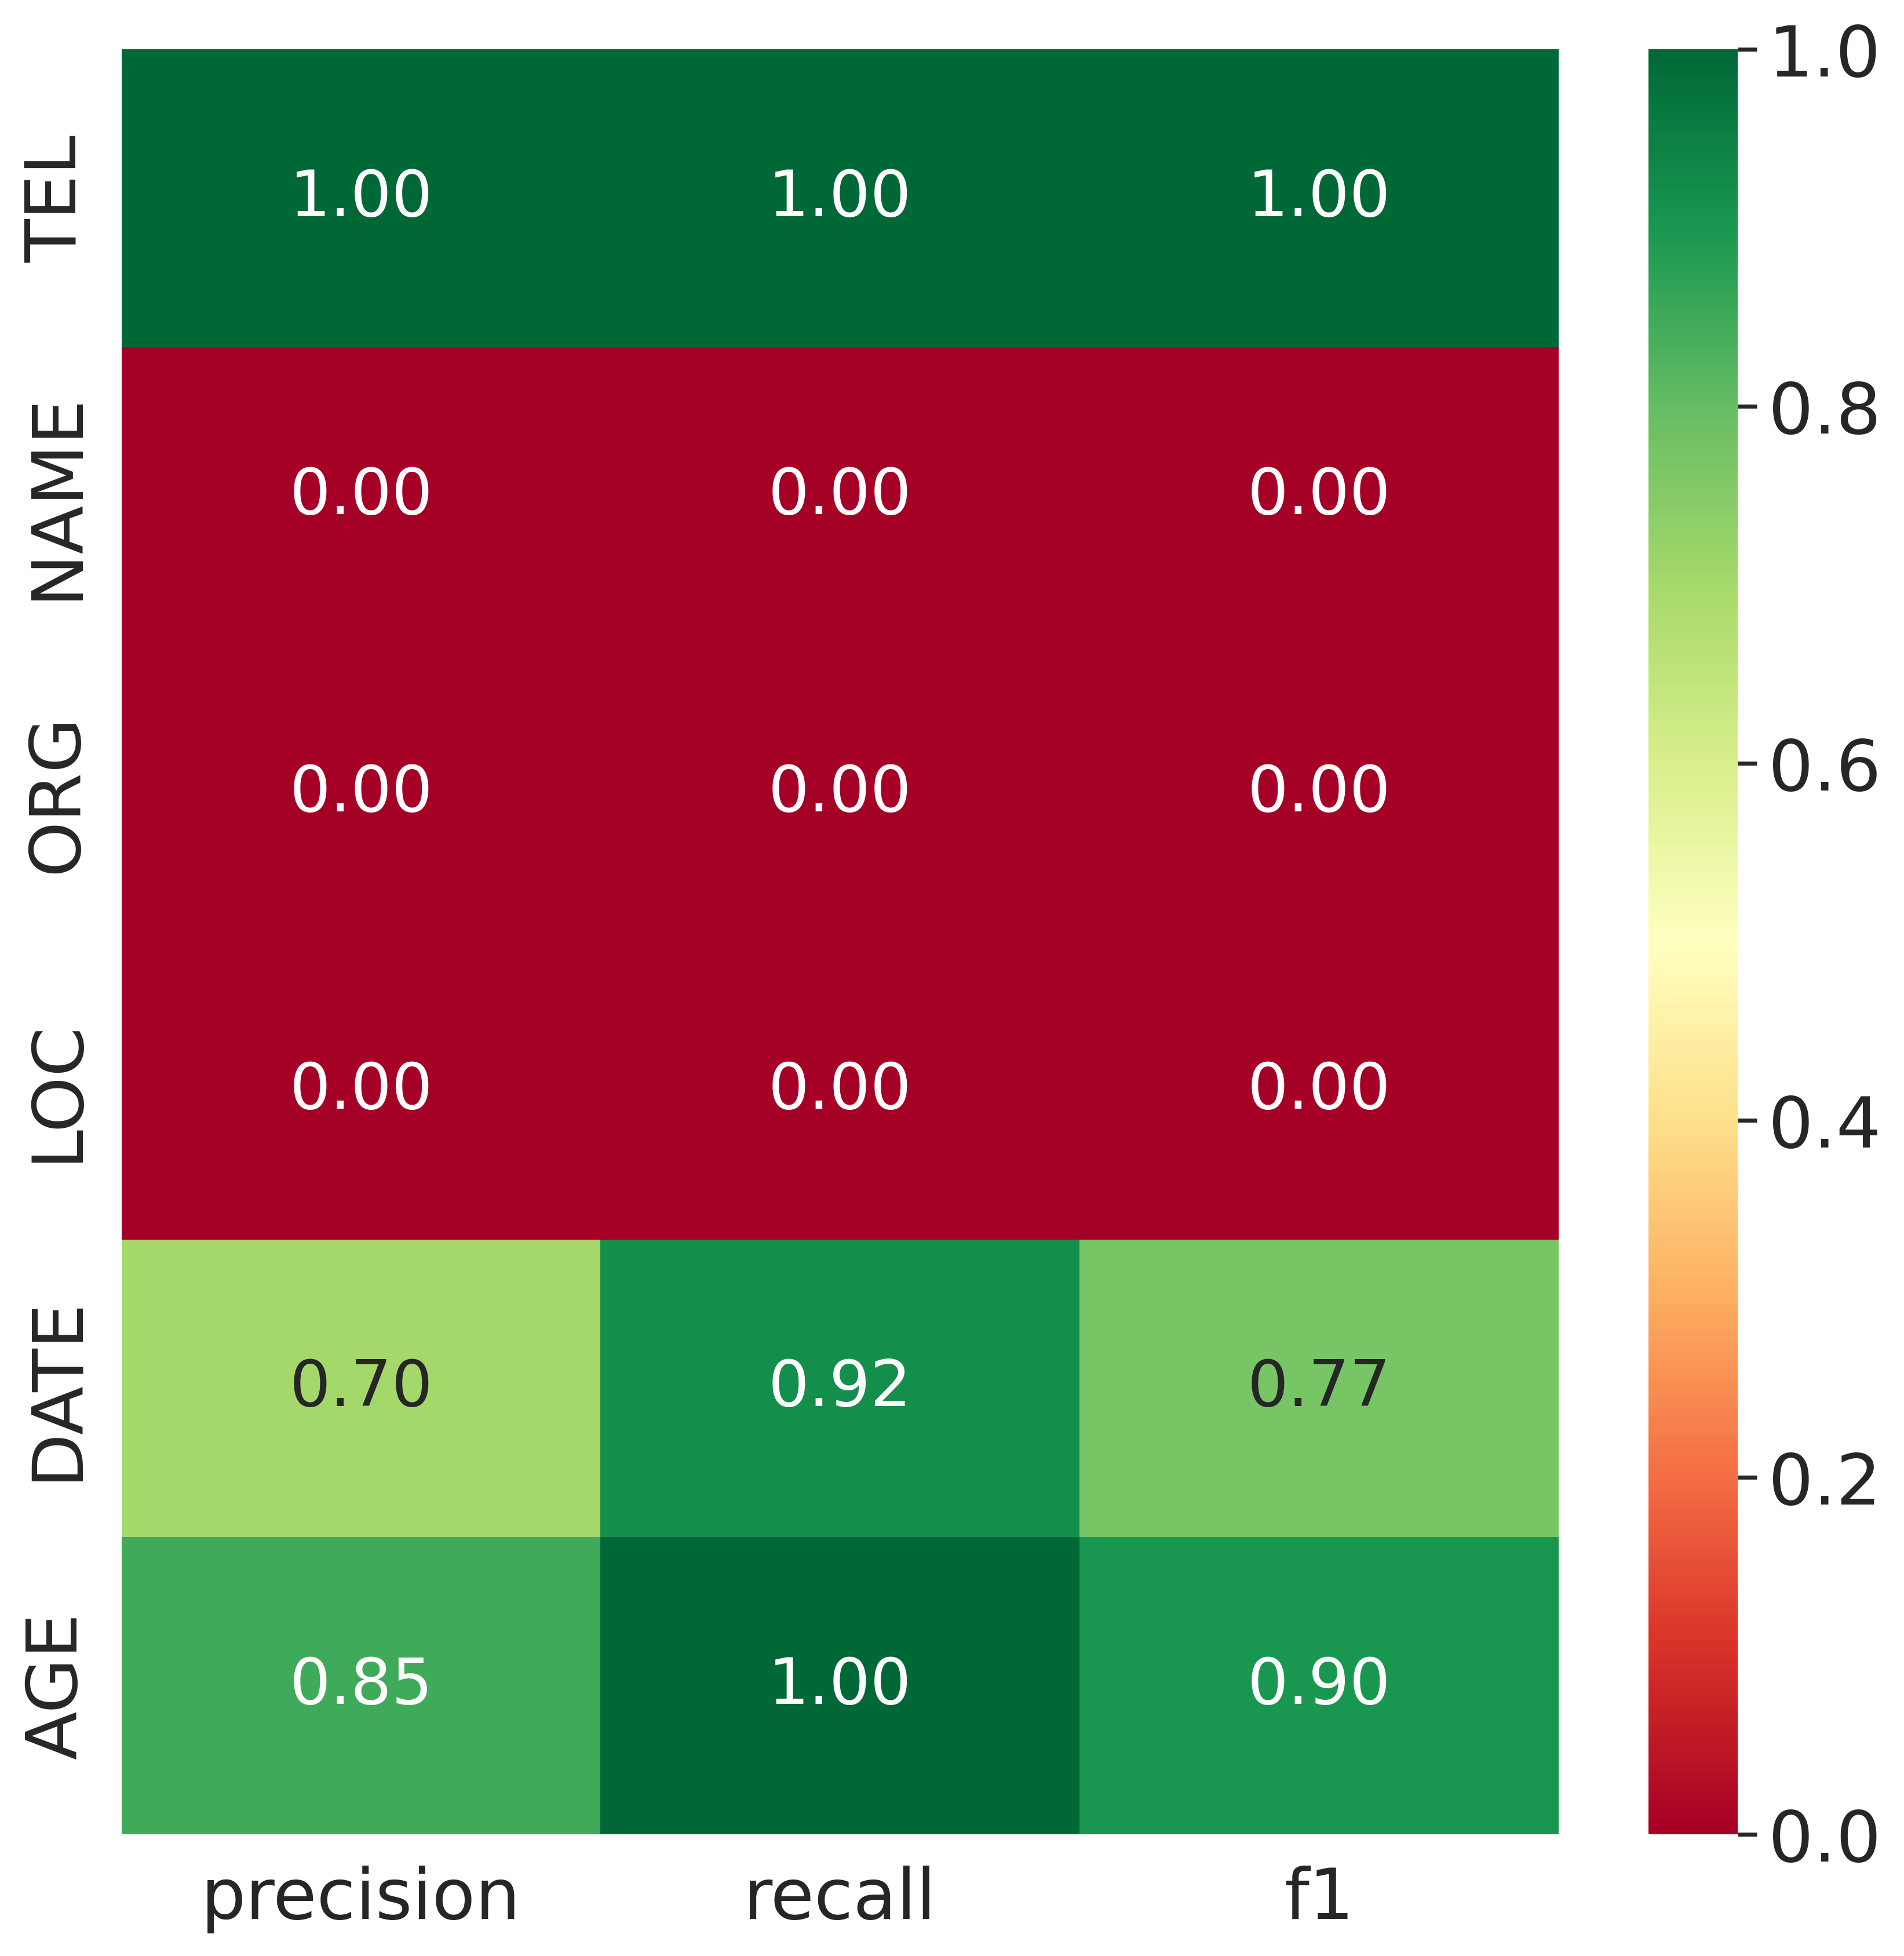 TEL 1.00 1.00 1.00
NAME 0.00 0.00 0.00
ORG 0.00 0.00 0.00
LOC 0.00 0.00 0.00
DATE 0.70 0.92 0.77
AGE 0.85 1.00 0.90
precision recall f1
1.0
0.8
0.6
0.4
0.2
0.0